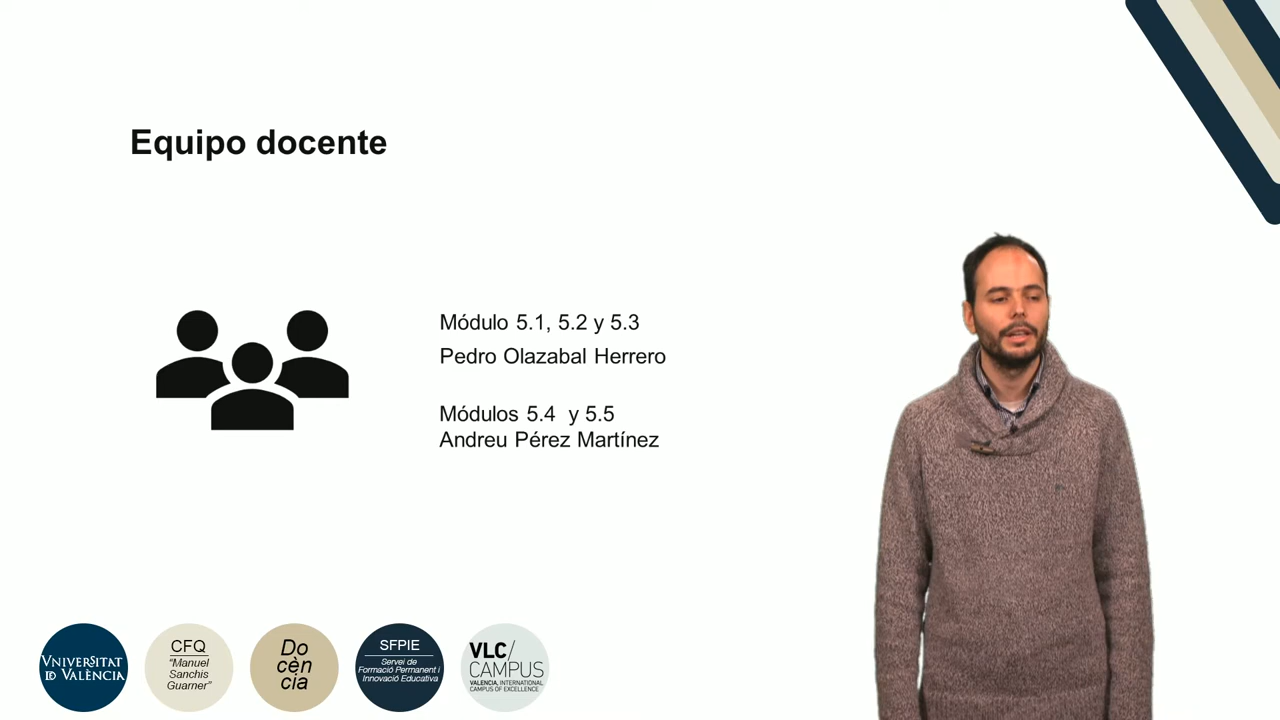 Equipo docente
Módulo 5.1, 5.2 y 5.3
Pedro Olazabal Herrero
Módulos 5.4 y 5.5
Andreu Pérez Martínez
VNIVERSITAT
ID VALÈNCIA
CFQ
"Manuel
Sanchis
Guarner"
Do
cèn
cia
SFPIE
Servei de
Formació Permanent i
Innovació Educativa
VLC/
CAMPUS
VALENCIA, INTERNATIONAL
CAMPUS OF EXCELLENCE